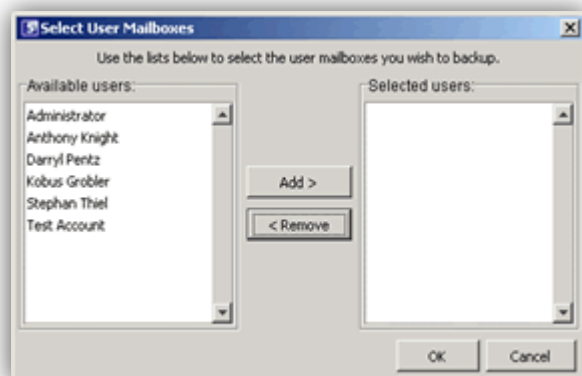 Select User Mailboxes
Use the lists below to select the user mailboxes you wish to backup.
Available users:
Selected users:
Administrator
Anthony Knight
Darryl Pentz
Kobus Grobler
Stephan Thiel
Test Account
Add >
< Remove
OK
Cancel